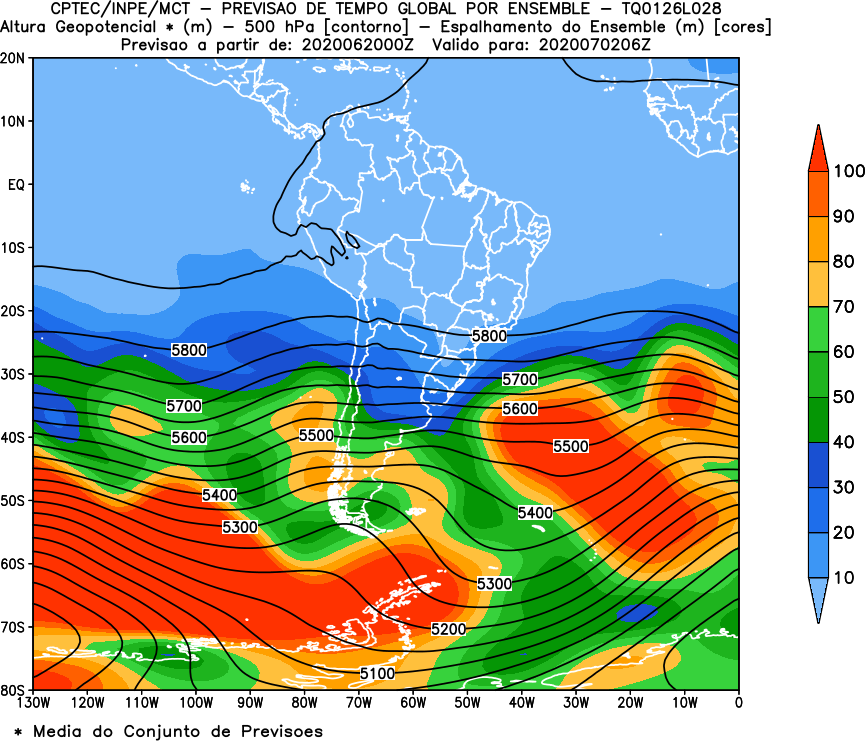 CPTEC/INPE/MCT − PREVISAO DE TEMPO GLOBAL POR ENSEMBLE − TQ0126L028
Altura Geopotencial * (m) − 500 hPa [contorno] − Espalhamento do Ensemble (m) [cores]
Previsao a partir de: 2020062000Z Valido para: 2020070206Z
20N
10N
EQ
10S
20S
30S
40S
50S
60S
70S
80S
5800
5800
5700
5700
5600
5600
5500
5500
5400
5400
5300
5300
5200
5100
130W 120W 110W 100W 90W 80W 70W 60W 50W 40W 30W 20W 10W 0
100
90
80
70
60
50
40
30
20
10
* Media do Conjunto de Previsoes